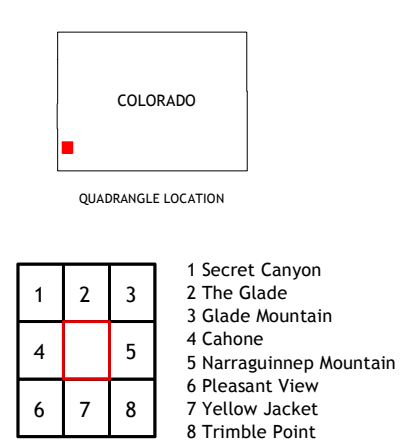 COLORADO
QUADRANGLE LOCATION
1 2 3
4 5
6 7 8
1 Secret Canyon
2 The Glade
3 Glade Mountain
4 Cahone
5 Narraguinnep Mountain
6 Pleasant View
7 Yellow Jacket
8 Trimble Point